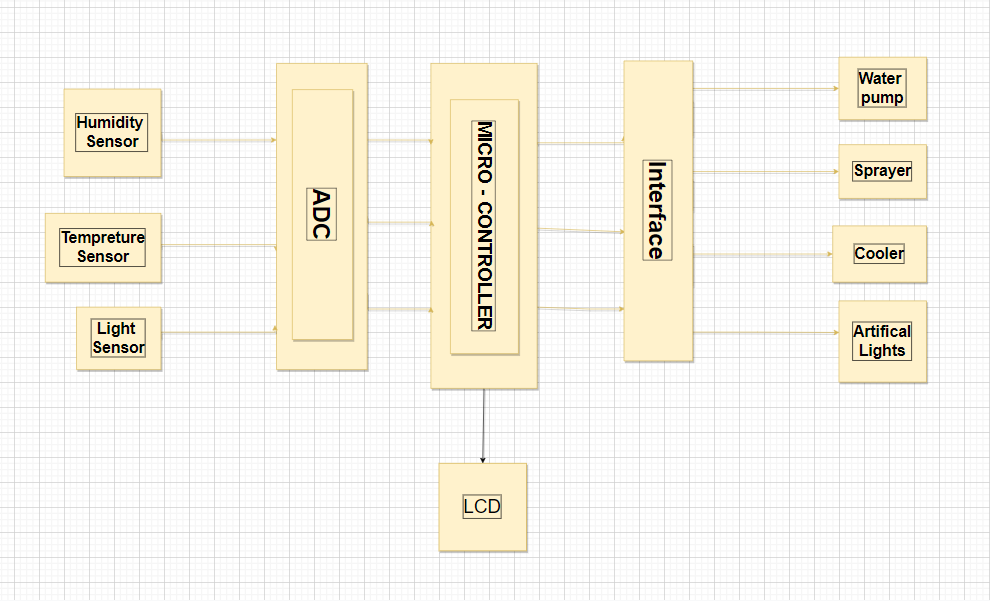 Humidity
Sensor
Tempreture
Sensor
Light
Sensor
ADC
MICRO - CONTROLLER
Interface
Water
pump
Sprayer
Cooler
Artifical
Lights
LCD